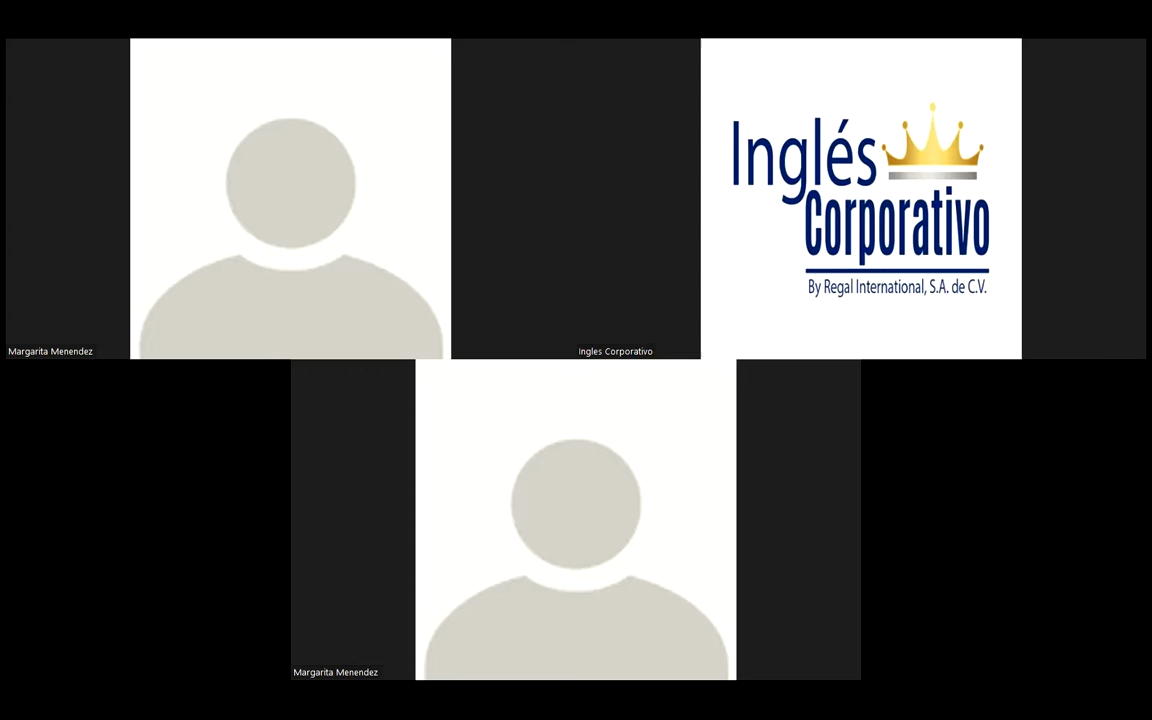 Inglés
Corporativo
By Regal International, S.A. de C.V.
Margarita Menendez
Ingles Corporativo
Margarita Menendez